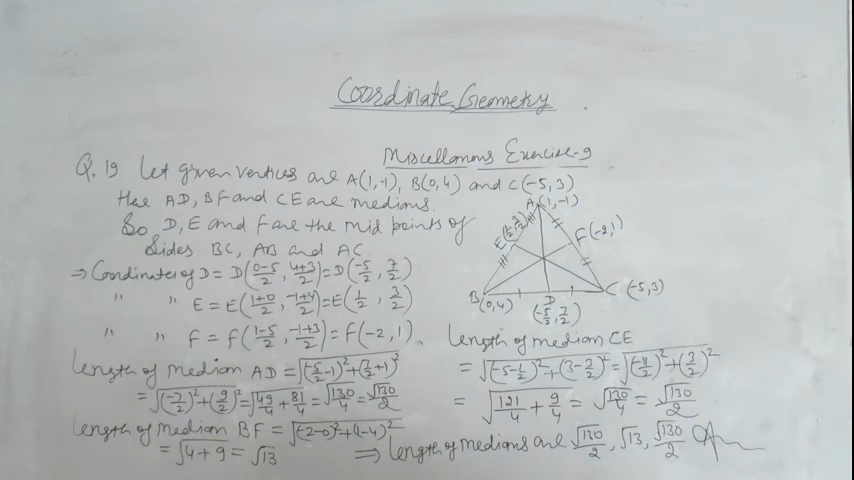 Coordinate Geometry
Miscellanous Exercise-9
Q.19 Let given vertices are A(1,-1), B(0,4) and C(-5,3)
Here AD, BF and CE are medians.
So D, E and F are the mid points of
Sides BC, AB and AC.
⇒ Coordinates of D = D(0-5/2, 4+3/2) = D(-5/2, 7/2)
" " E = E(1+0/2, -1+4/2) = E(1/2, 3/2)
" " F = F(1-5/2, -1+3/2) = F(-2, 1).
A(1,-1)
E(1/2, 3/2)
F(-2,1)
B(0,4)
D(-5/2, 7/2)
C(-5,3)
length of median AD = √(-5/2-1)²+(7/2+1)²
= √(-7/2)²+(9/2)² = √49/4+81/4 = √130/4 = √130/2
length of median BF = √(-2-0)²+(1-4)²
= √4+9 = √13
length of median CE
= √(-5-1/2)²+(3-3/2)² = √(-11/2)²+(3/2)²
= √121/4+9/4 = √130/4 = √130/2
⇒ length of medians are √130/2, √13, √130/2